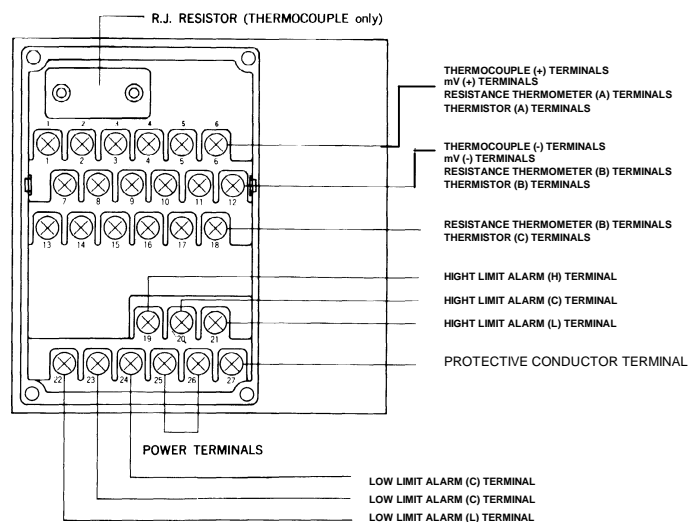 R.J. RESISTOR (THERMOCOUPLE only)
THERMOCOUPLE (+) TERMINALS
mV (+) TERMINALS
RESISTANCE THERMOMETER (A) TERMINALS
THERMISTOR (A) TERMINALS
1 2 3 4 5 6
1 2 3 4 5 6
THERMOCOUPLE (-) TERMINALS
mV (-) TERMINALS
RESISTANCE THERMOMETER (B) TERMINALS
THERMISTOR (B) TERMINALS
7 8 9 10 11 12
RESISTANCE THERMOMETER (B) TERMINALS
THERMISTOR (C) TERMINALS
13 14 15 16 17 18
HIGHT LIMIT ALARM (H) TERMINAL
HIGHT LIMIT ALARM (C) TERMINAL
HIGHT LIMIT ALARM (L) TERMINAL
19 20 21
PROTECTIVE CONDUCTOR TERMINAL
22 23 24 25 26 27
POWER TERMINALS
LOW LIMIT ALARM (C) TERMINAL
LOW LIMIT ALARM (C) TERMINAL
LOW LIMIT ALARM (L) TERMINAL